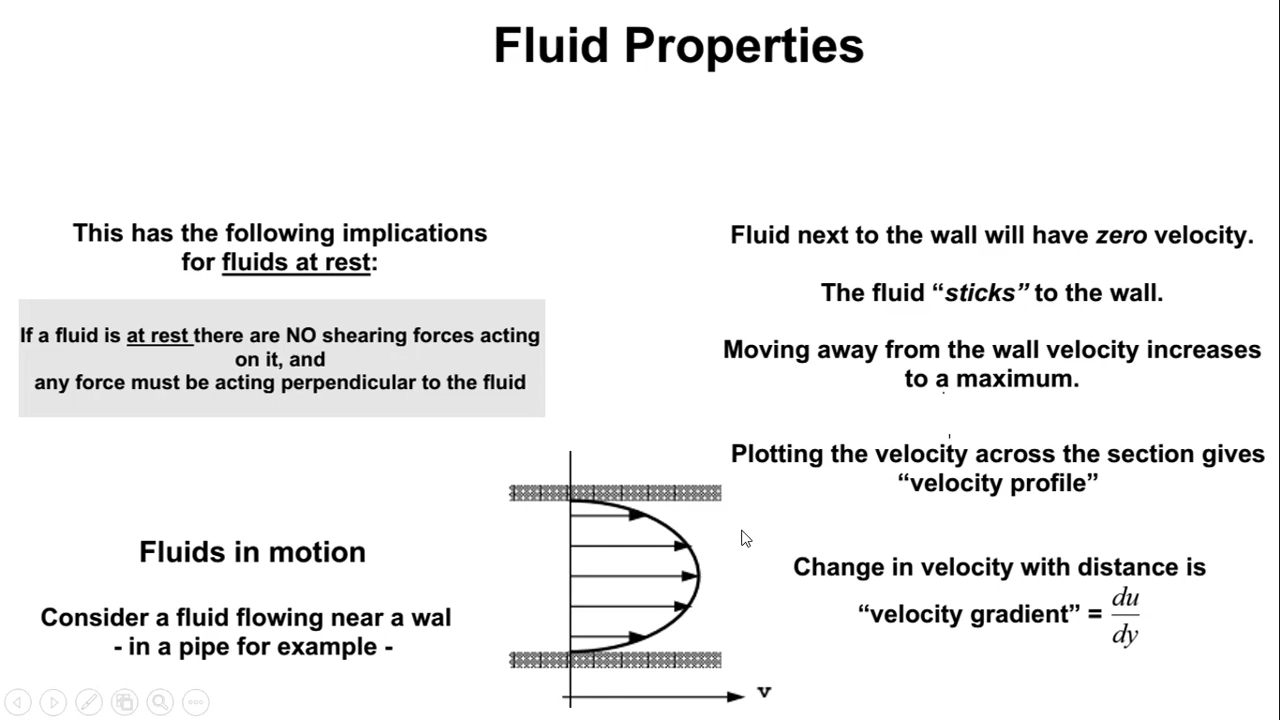 Fluid Properties
This has the following implications
for fluids at rest:
If a fluid is at rest there are NO shearing forces acting
on it, and
any force must be acting perpendicular to the fluid
Fluids in motion
Consider a fluid flowing near a wal
- in a pipe for example -
v
Fluid next to the wall will have zero velocity.
The fluid “sticks” to the wall.
Moving away from the wall velocity increases
to a maximum.
Plotting the velocity across the section gives
“velocity profile”
Change in velocity with distance is
“velocity gradient” = du/dy